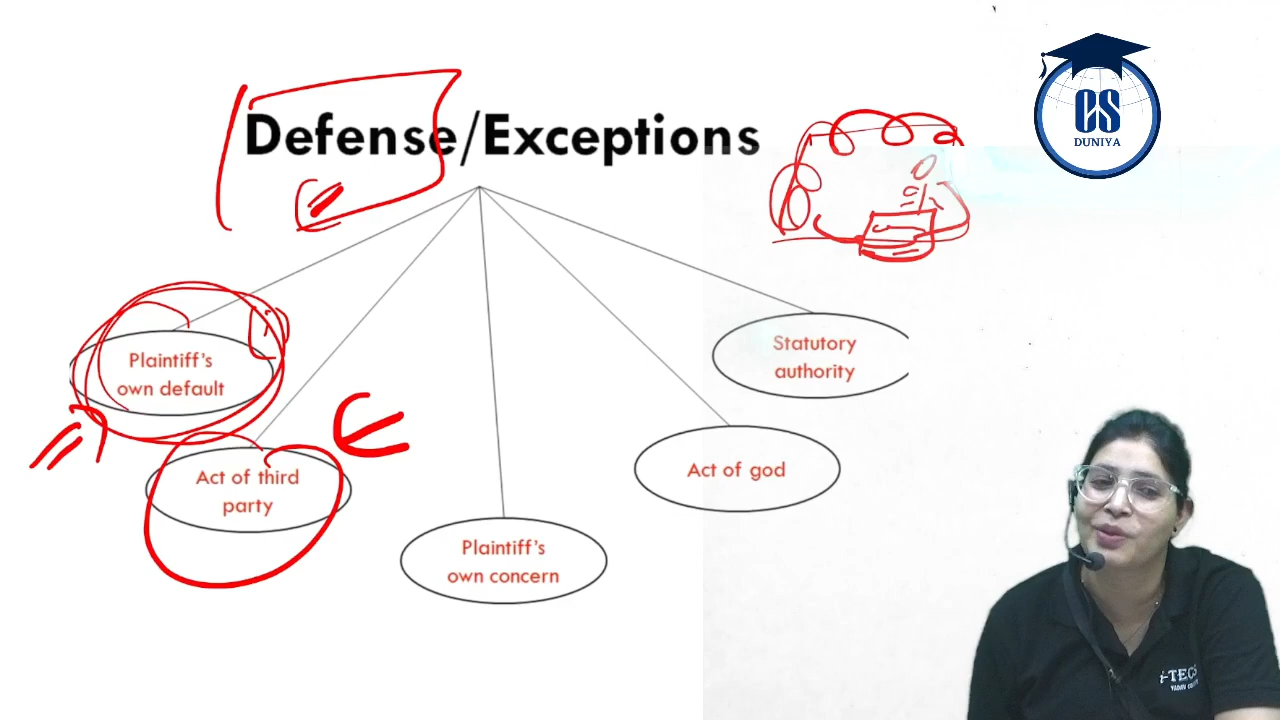 Defense/Exceptions
CS
DUNIYA
Statutory
authority
Plaintiff's
own default
Act of third
party
Act of god
Plaintiff's
own concern
i-TECS